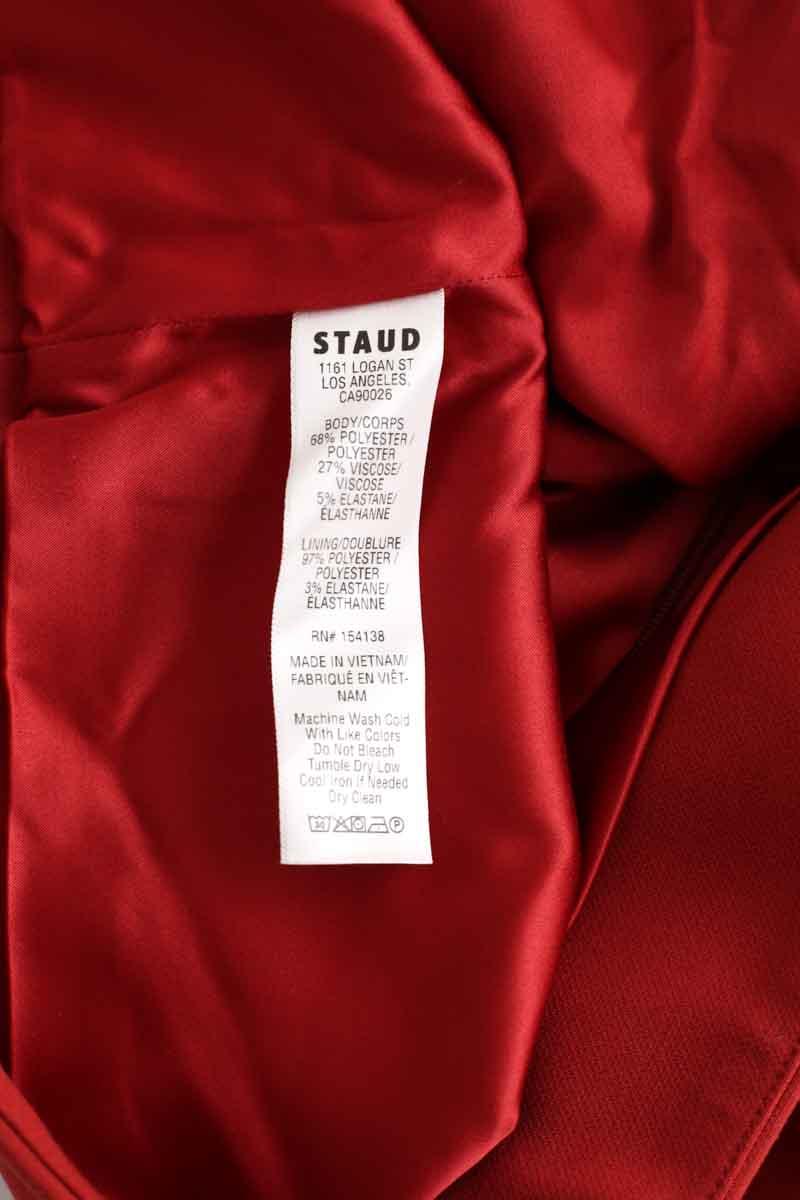 STAUD
1161 LOGAN ST
LOS ANGELES,
CA90026
BODY/CORPS
68% POLYESTER/
POLYESTER
27% VISCOSE/
VISCOSE
5% ELASTANE/
ÉLASTHANNE
LINING/DOUBLURE
97% POLYESTER /
POLYESTER
3% ELASTANE/
ÉLASTHANNE
RN# 154138
MADE IN VIETNAM/
FABRIQUÉ EN VIÊT-
NAM
Machine Wash Cold
With Like Colors
Do Not Bleach
Tumble Dry Low
Cool Iron If Needed
Dry Clean
30 P